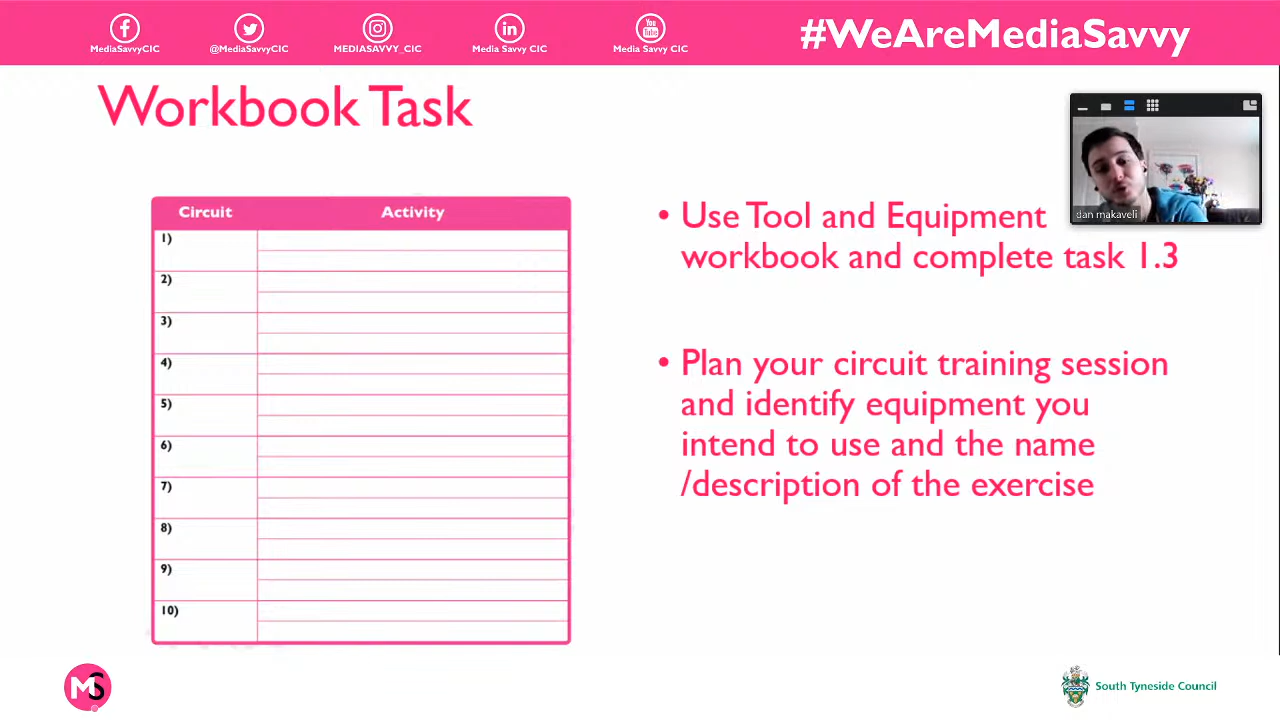 MediaSavvyCIC
@MediaSavvyCIC
MEDIASAVVY_CIC
Media Savvy CIC
You
Tube
Media Savvy CIC
#WeAreMediaSavvy
Workbook Task
dan makaveli
Circuit Activity
1)
2)
3)
4)
5)
6)
7)
8)
9)
10)
• Use Tool and Equipment
workbook and complete task 1.3
• Plan your circuit training session
and identify equipment you
intend to use and the name
/description of the exercise
MS
South Tyneside Council